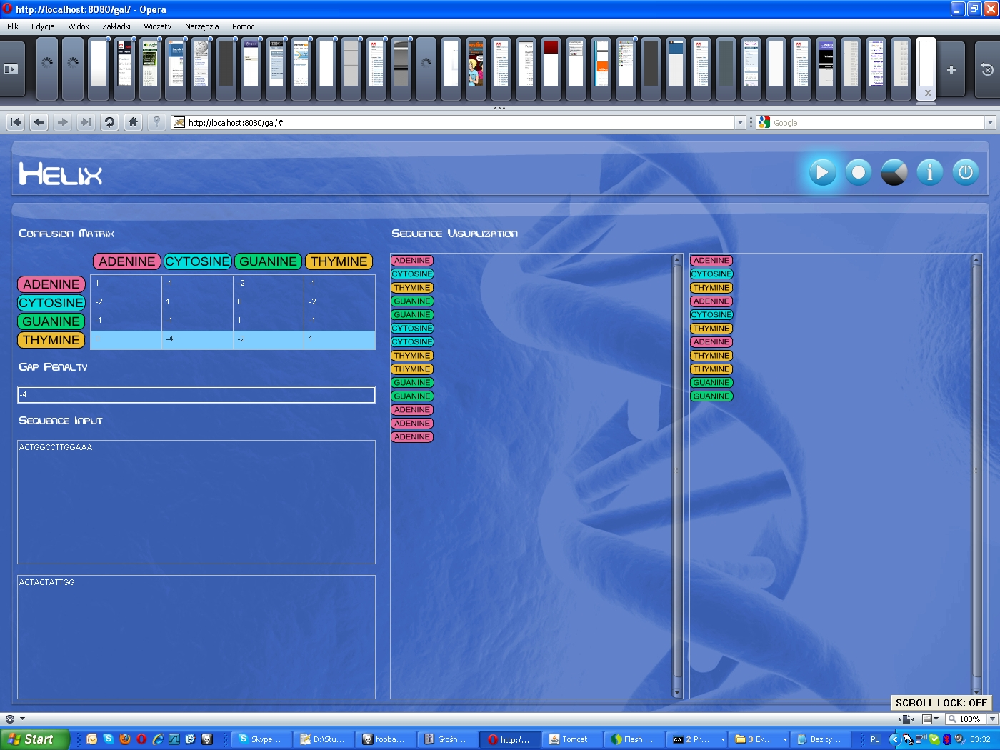 http://localhost:8080/gal/ - Opera
Plik Edycja Widok Zakładki Widżety Narzędzia Pomoc
http://localhost:8080/gal/#
Google
Helix
Confusion Matrix
Sequence Visualization
ADENINE CYTOSINE GUANINE THYMINE
ADENINE 1 -1 -2 -1
CYTOSINE -2 1 0 -2
GUANINE -1 -1 1 -1
THYMINE 0 -4 -2 1
Gap Penalty
-4
Sequence Input
ACTGGCCTTGGAAA
ACTACTATTGG
ADENINE
CYTOSINE
THYMINE
GUANINE
GUANINE
CYTOSINE
CYTOSINE
THYMINE
THYMINE
GUANINE
GUANINE
ADENINE
ADENINE
ADENINE
ADENINE
CYTOSINE
THYMINE
ADENINE
CYTOSINE
THYMINE
ADENINE
THYMINE
THYMINE
GUANINE
GUANINE
SCROLL LOCK: OFF
100%
Start Skype... D:\Stu... fooba... Głośn... http:/... Tomcat Flash ... 2 Pr... 3 Ek... Bez ty... PL 03:32